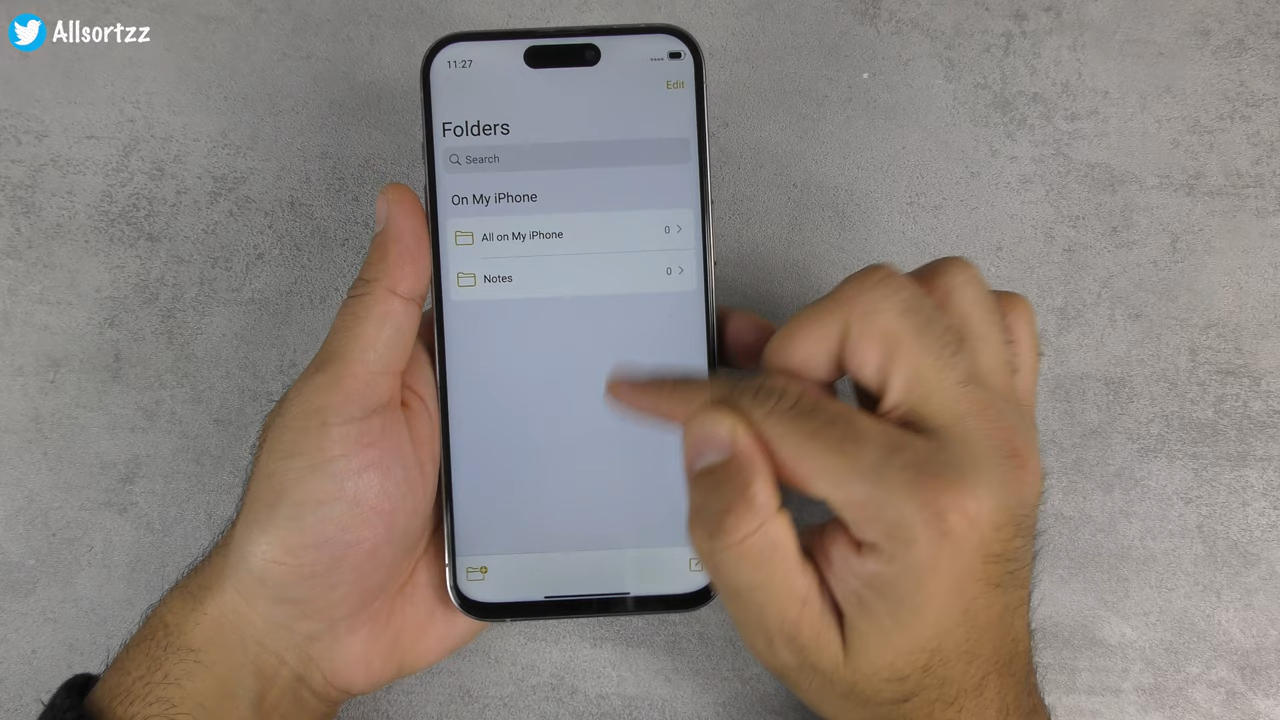 Allsortzz
11:27
Edit
Folders
Search
On My iPhone
All on My iPhone 0
Notes 0